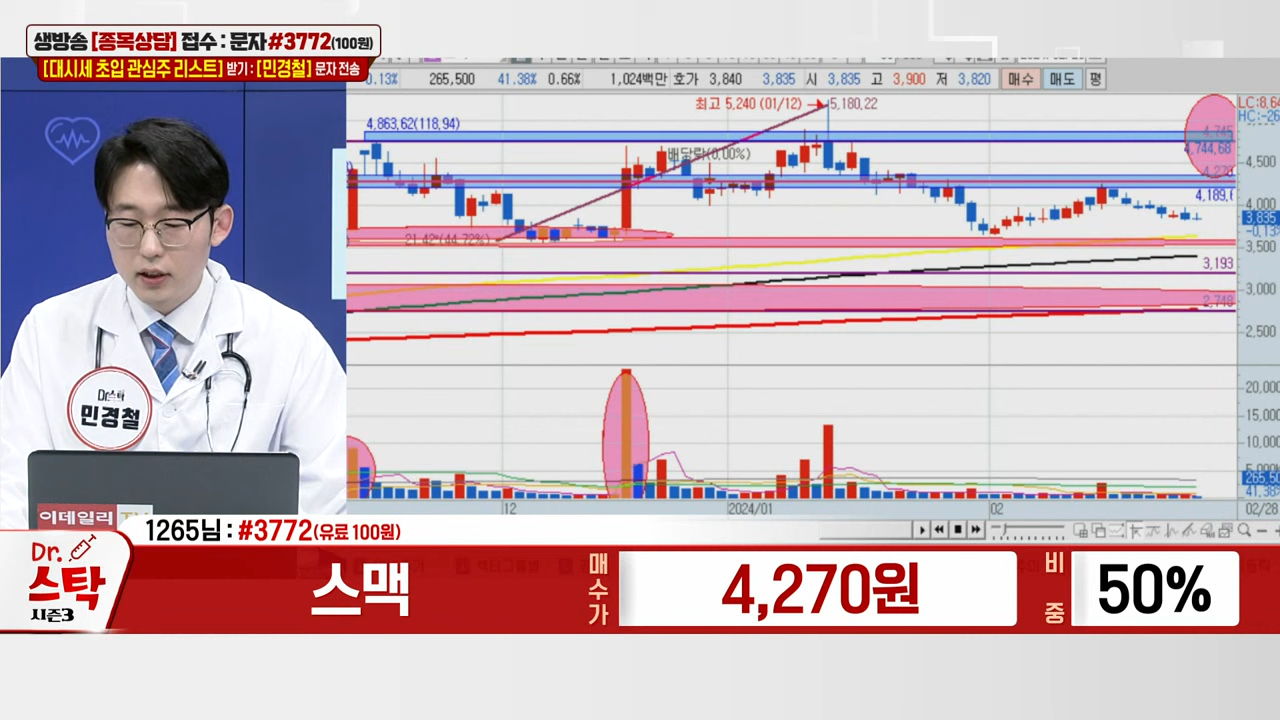 생방송 [종목상담] 접수 : 문자#3772(100원)
[대시세 초입 관심주 리스트] 받기 : [민경철] 문자 전송
0.13% 265,500 41.38% 0.66% 1,024백만 호가 3,840 3,835 시 3,835 고 3,900 저 3,820 매수 매도 평
최고 5,240 (01/12) 5,180,22
LC:8.64
HC:-26
4,863,62(118,94)
4,745
4,744,68
배당락(0,00%)
4,500
4,270
4,189,(
4,000
3,835
-0,13%
21.42*(44.72%)
3,500
3,193
3,000
2,748
2,500
20,000
15,000
10,000
5,000
265,50
41,38%
12 2024/01 02 02/28
Dr.스탁
민경철
이데일리TV
1265님 : #3772(유료 100원)
Dr.
스탁
시즌3
스맥
매수가
4,270원
비중
50%